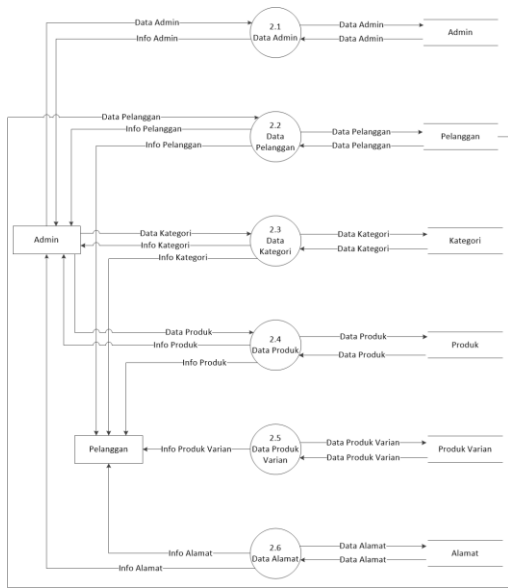 Data Admin
Info Admin
2.1
Data Admin
Data Admin
Data Admin
Admin
Data Pelanggan
Info Pelanggan
Info Pelanggan
2.2
Data
Pelanggan
Data Pelanggan
Data Pelanggan
Pelanggan
Admin
Data Kategori
Info Kategori
Info Kategori
2.3
Data
Kategori
Data Kategori
Data Kategori
Kategori
Data Produk
Info Produk
Info Produk
2.4
Data Produk
Data Produk
Data Produk
Produk
Pelanggan
Info Produk Varian
2.5
Data Produk
Varian
Data Produk Varian
Data Produk Varian
Produk Varian
Info Alamat
Info Alamat
2.6
Data Alamat
Data Alamat
Data Alamat
Alamat